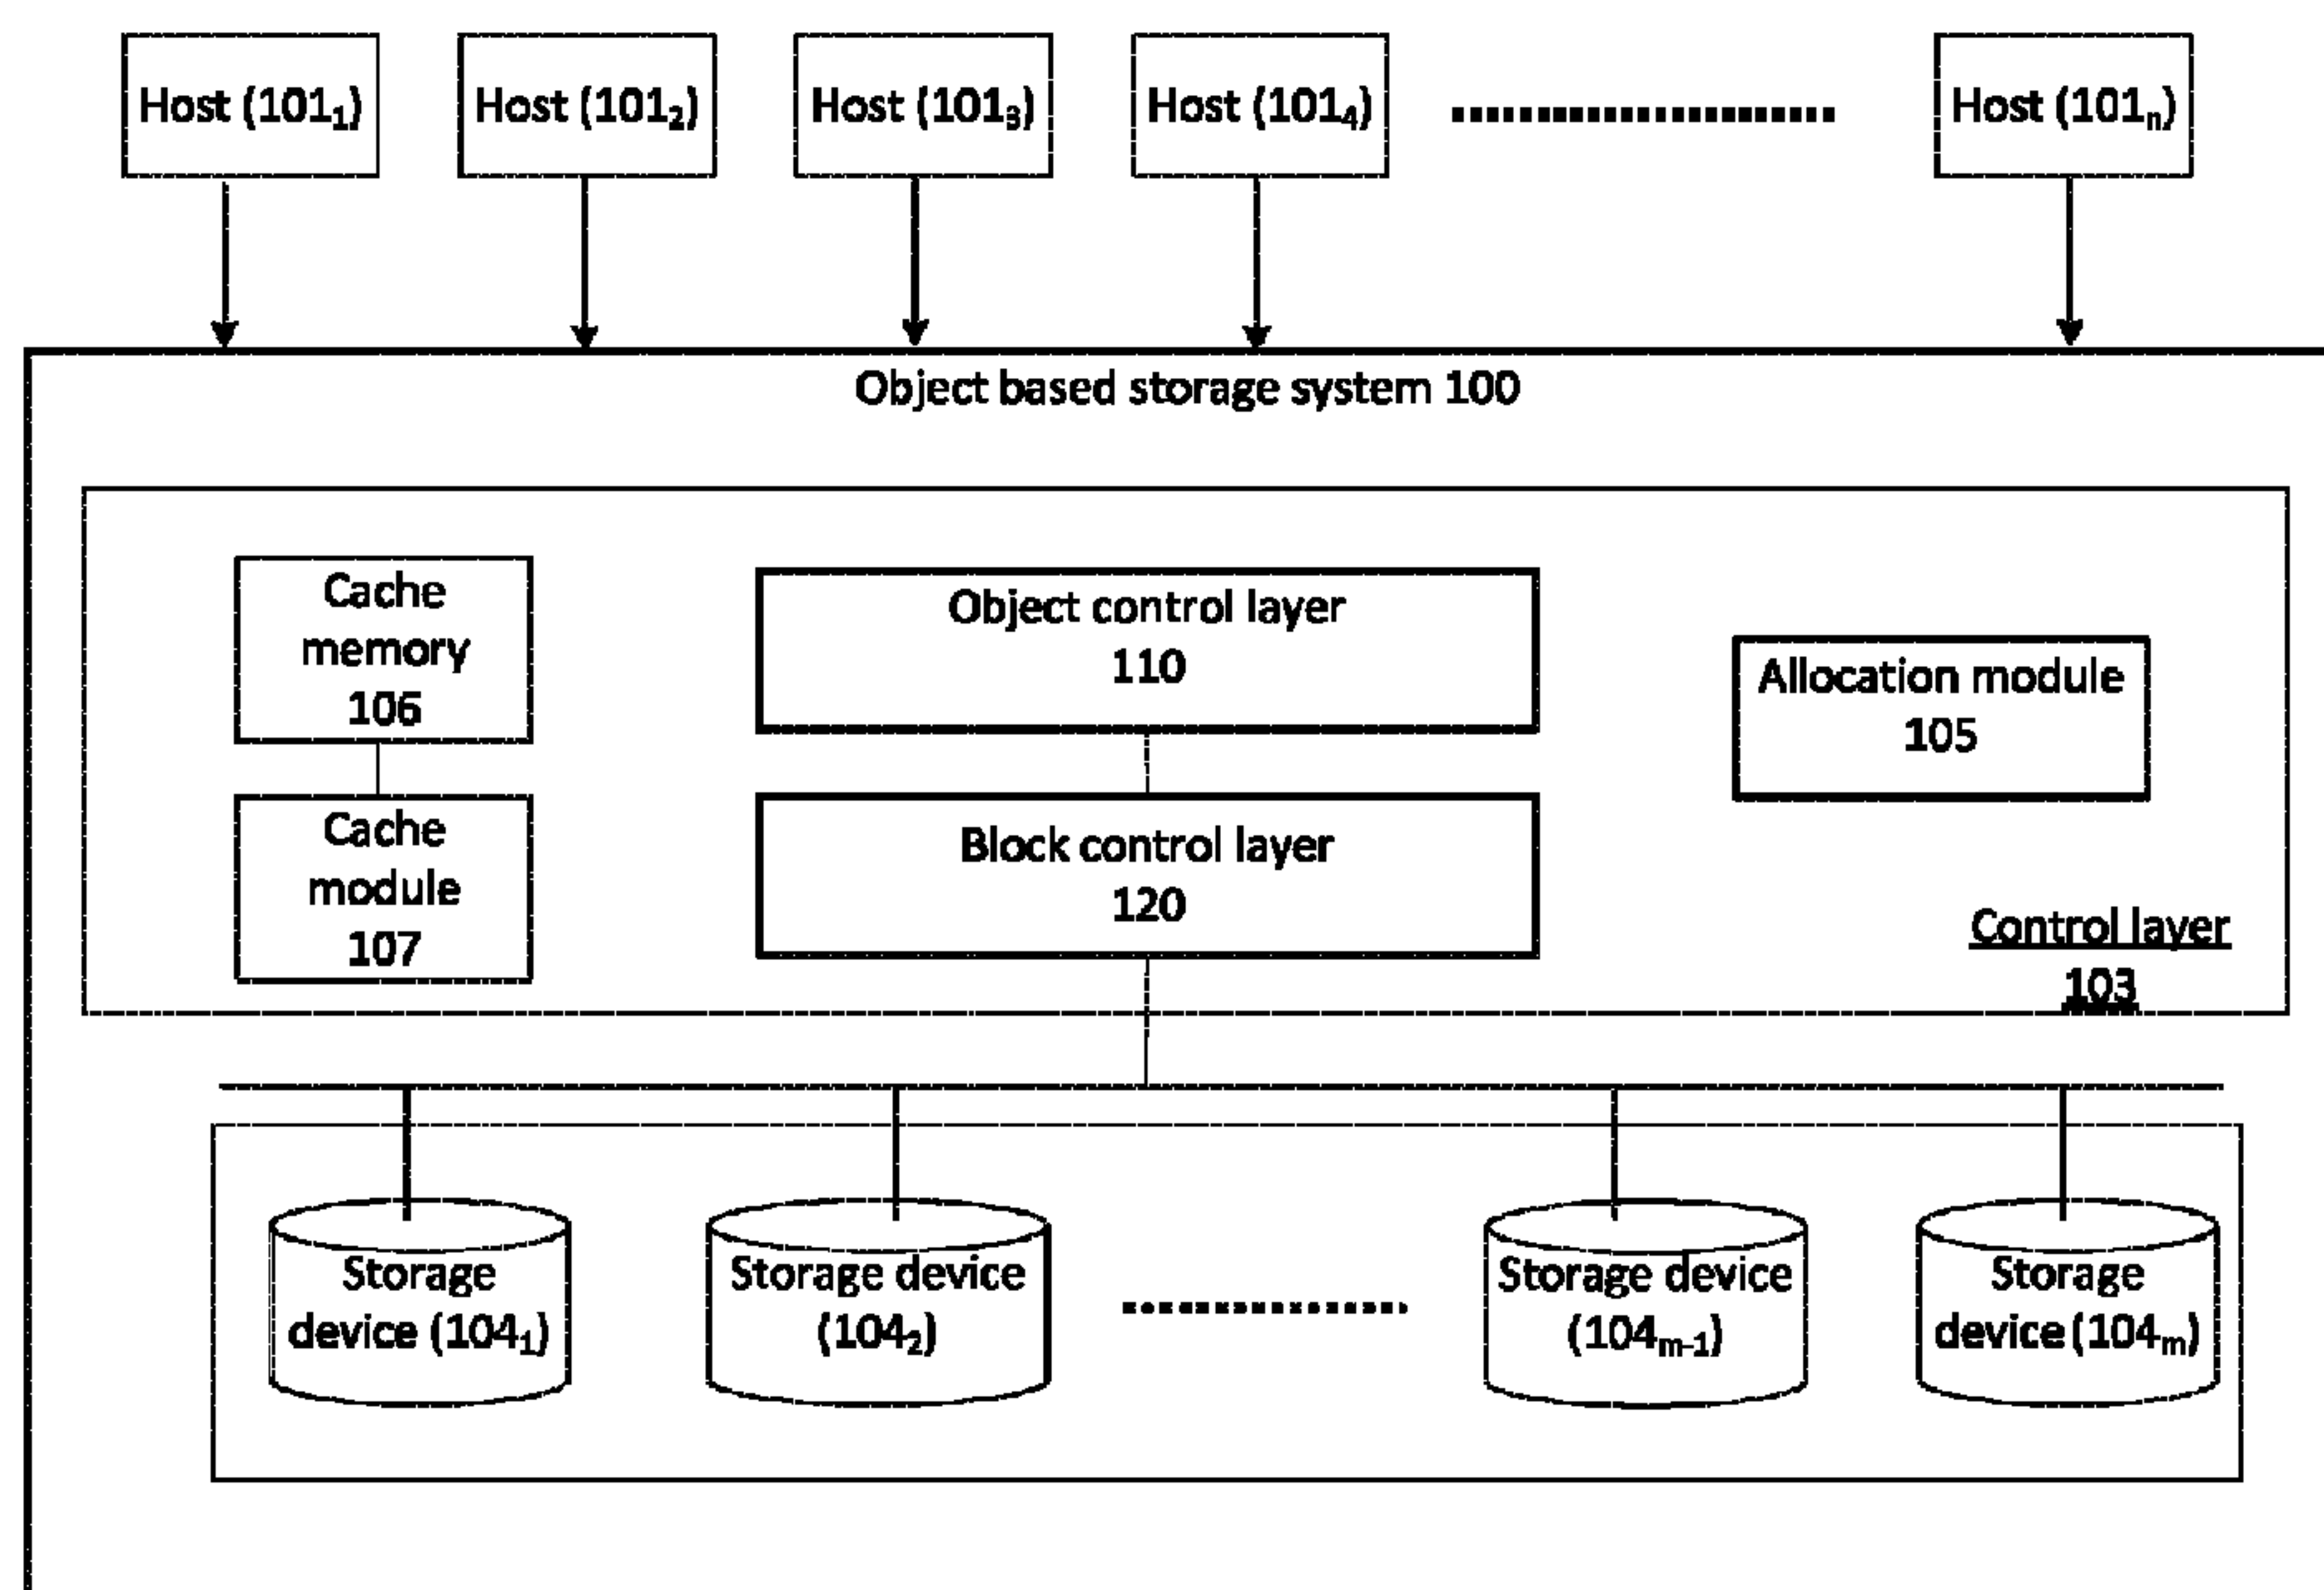 Host (101₁)
Host (101₂)
Host (101₃)
Host (101₄)
Host (101ₙ)
Object based storage system 100
Cache
memory
106
Object control layer
110
Allocation module
105
Cache
module
107
Block control layer
120
Control layer
103
Storage
device (104₁)
Storage device
(104₂)
Storage device
(104ₘ₋₁)
Storage
device (104ₘ)